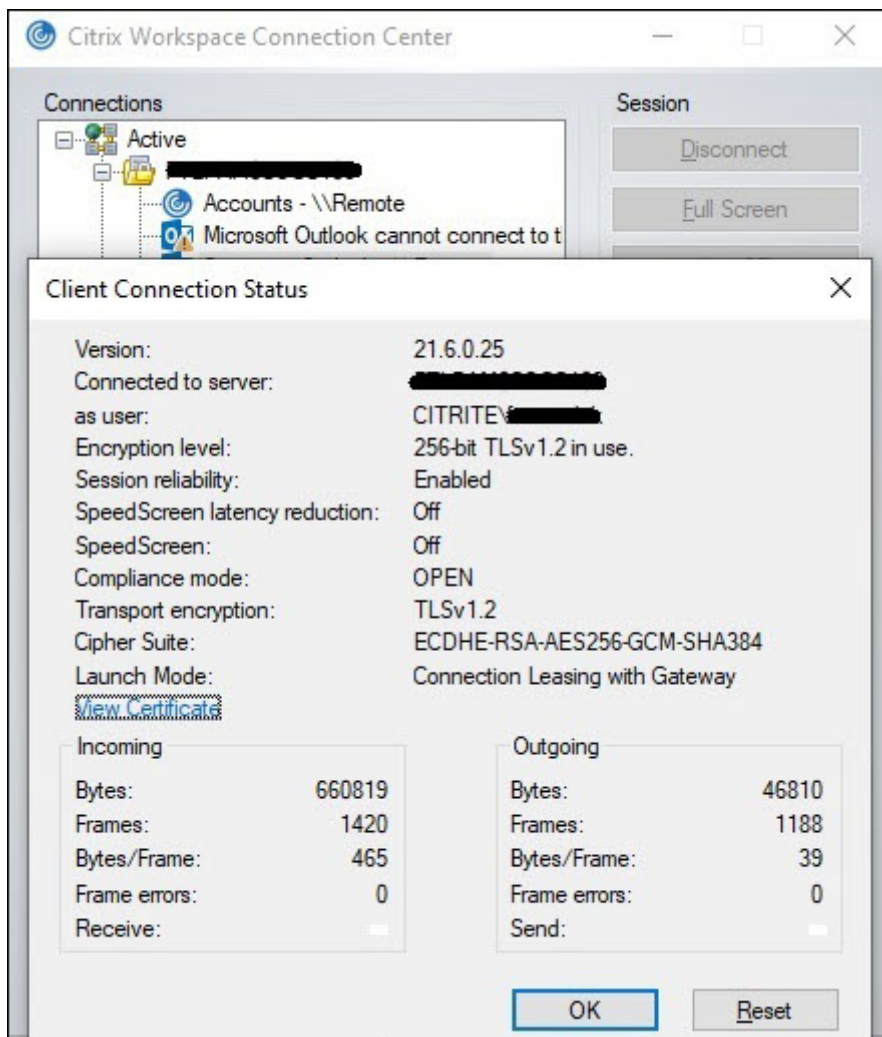 Citrix Workspace Connection Center
Connections
Session
Active
Disconnect
Accounts - \\Remote
Full Screen
Microsoft Outlook cannot connect to t
Client Connection Status
Version: 21.6.0.25
Connected to server:
as user: CITRITE\
Encryption level: 256-bit TLSv1.2 in use.
Session reliability: Enabled
SpeedScreen latency reduction: Off
SpeedScreen: Off
Compliance mode: OPEN
Transport encryption: TLSv1.2
Cipher Suite: ECDHE-RSA-AES256-GCM-SHA384
Launch Mode: Connection Leasing with Gateway
View Certificate
Incoming
Bytes: 660819
Frames: 1420
Bytes/Frame: 465
Frame errors: 0
Receive:
Outgoing
Bytes: 46810
Frames: 1188
Bytes/Frame: 39
Frame errors: 0
Send:
OK
Reset